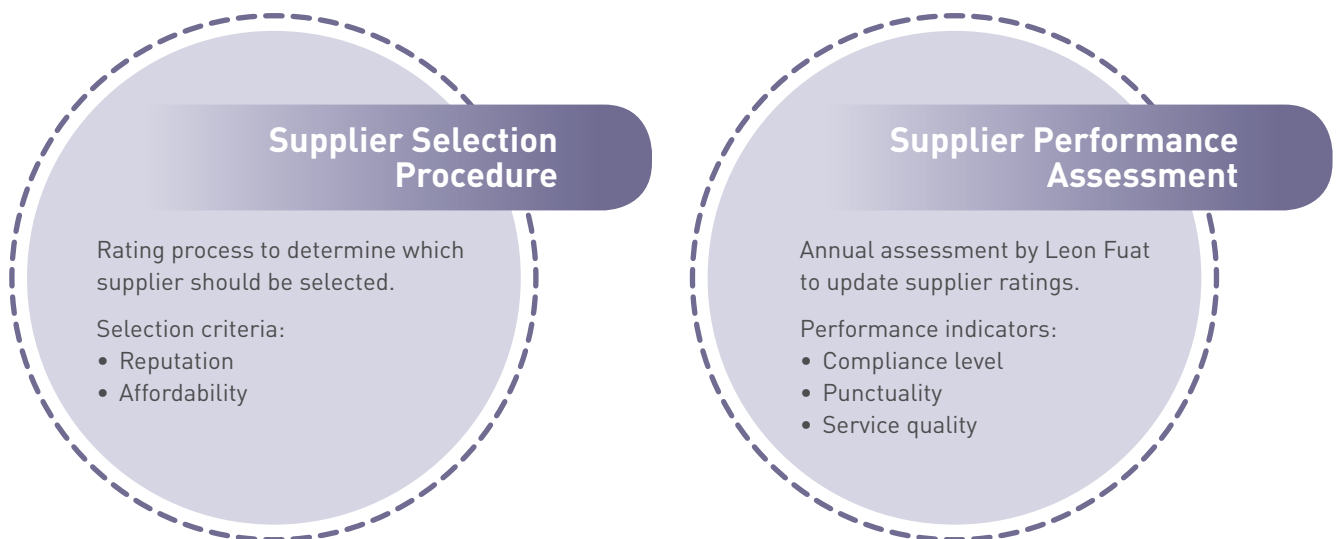 Supplier Selection
Procedure
Rating process to determine which
supplier should be selected.
Selection criteria:
• Reputation
• Affordability
Supplier Performance
Assessment
Annual assessment by Leon Fuat
to update supplier ratings.
Performance indicators:
• Compliance level
• Punctuality
• Service quality